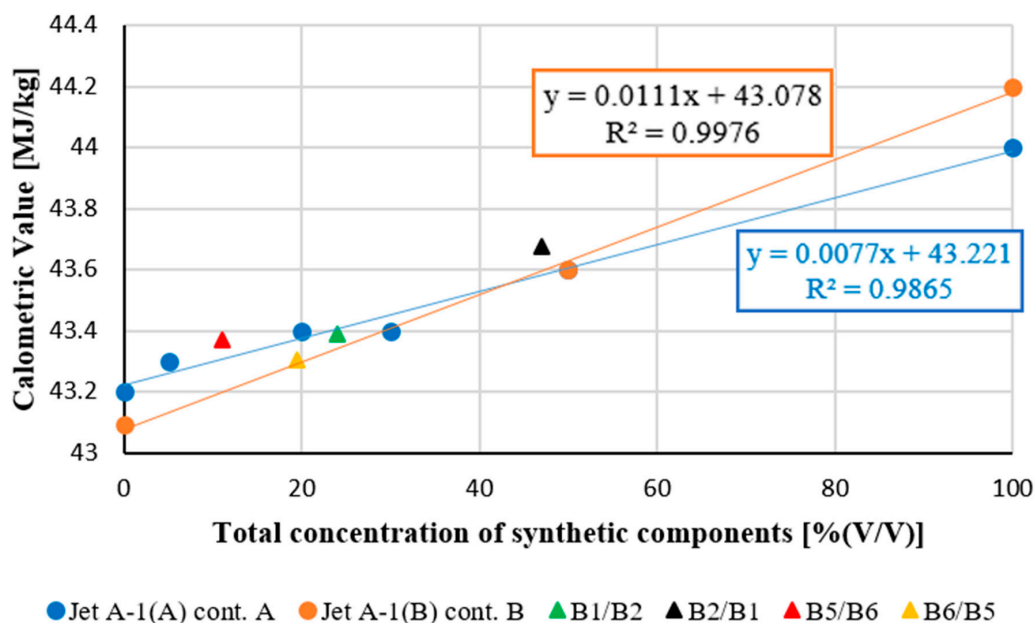 44.4
44.2
44
43.8
43.6
43.4
43.2
43
Calometric Value [MJ/kg]
y = 0.0111x + 43.078
R² = 0.9976
y = 0.0077x + 43.221
R² = 0.9865
0 20 40 60 80 100
Total concentration of synthetic components [%(V/V)]
Jet A-1(A) cont. A Jet A-1(B) cont. B B1/B2 B2/B1 B5/B6 B6/B5